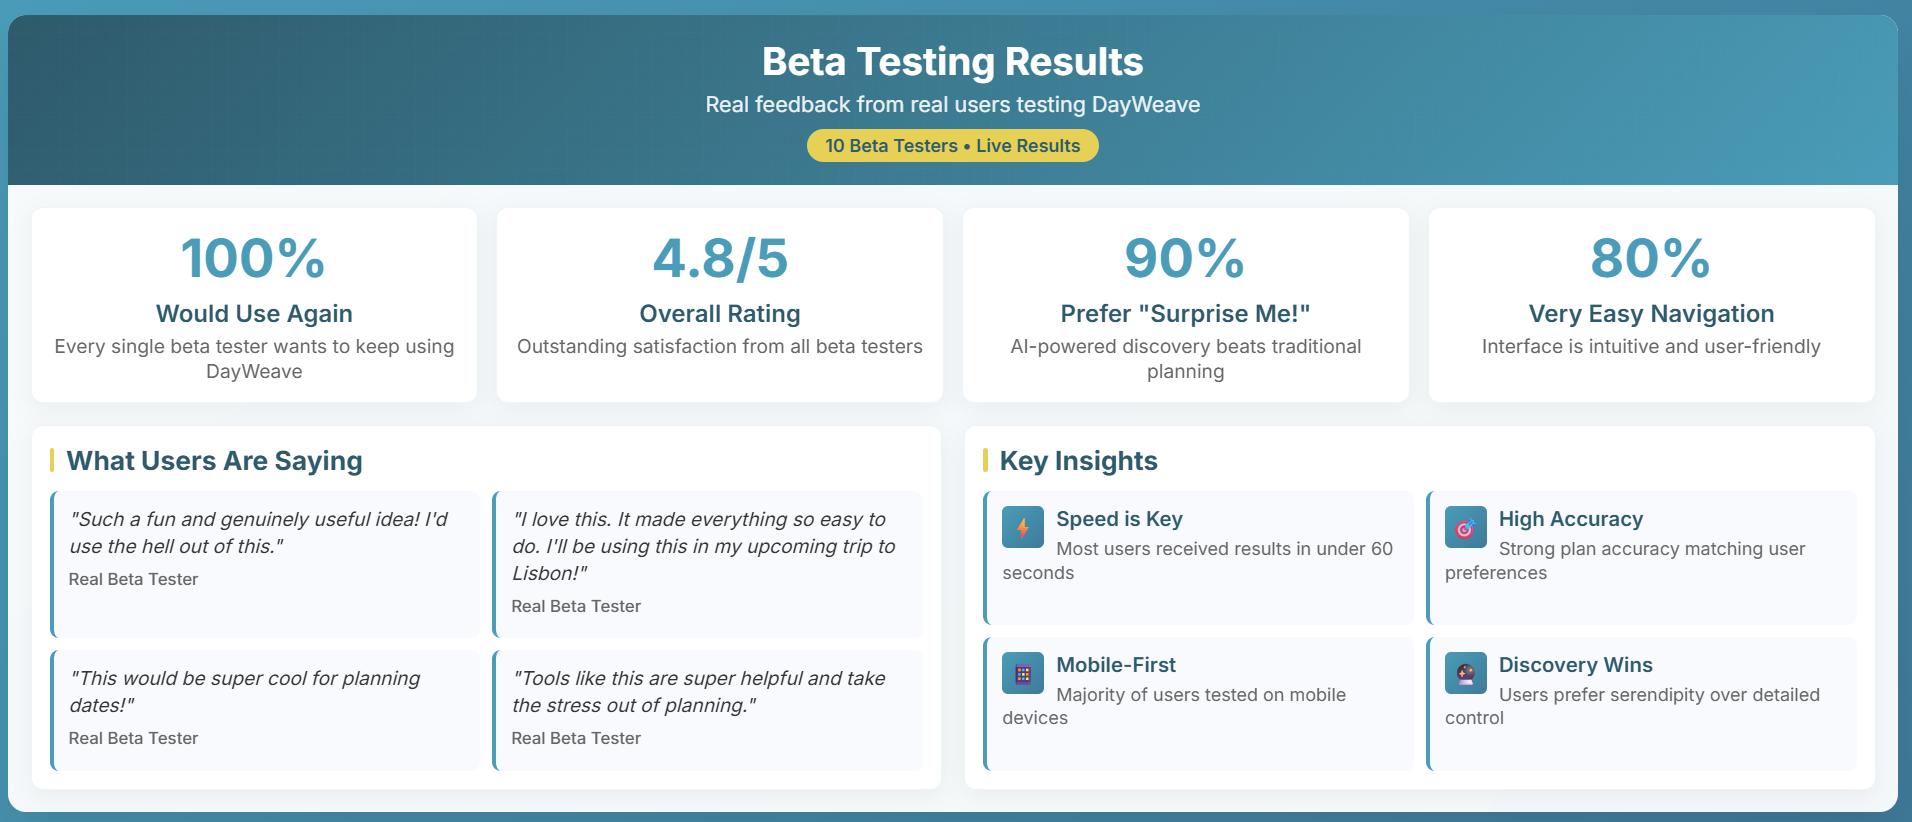 Beta Testing Results
Real feedback from real users testing DayWeave
10 Beta Testers • Live Results
100%
Would Use Again
Every single beta tester wants to keep using
DayWeave
4.8/5
Overall Rating
Outstanding satisfaction from all beta testers
90%
Prefer "Surprise Me!"
AI-powered discovery beats traditional
planning
80%
Very Easy Navigation
Interface is intuitive and user-friendly
What Users Are Saying
"Such a fun and genuinely useful idea! I'd
use the hell out of this."
Real Beta Tester
"I love this. It made everything so easy to
do. I'll be using this in my upcoming trip to
Lisbon!"
Real Beta Tester
"This would be super cool for planning
dates!"
Real Beta Tester
"Tools like this are super helpful and take
the stress out of planning."
Real Beta Tester
Key Insights
Speed is Key
Most users received results in under 60
seconds
High Accuracy
Strong plan accuracy matching user
preferences
Mobile-First
Majority of users tested on mobile
devices
Discovery Wins
Users prefer serendipity over detailed
control